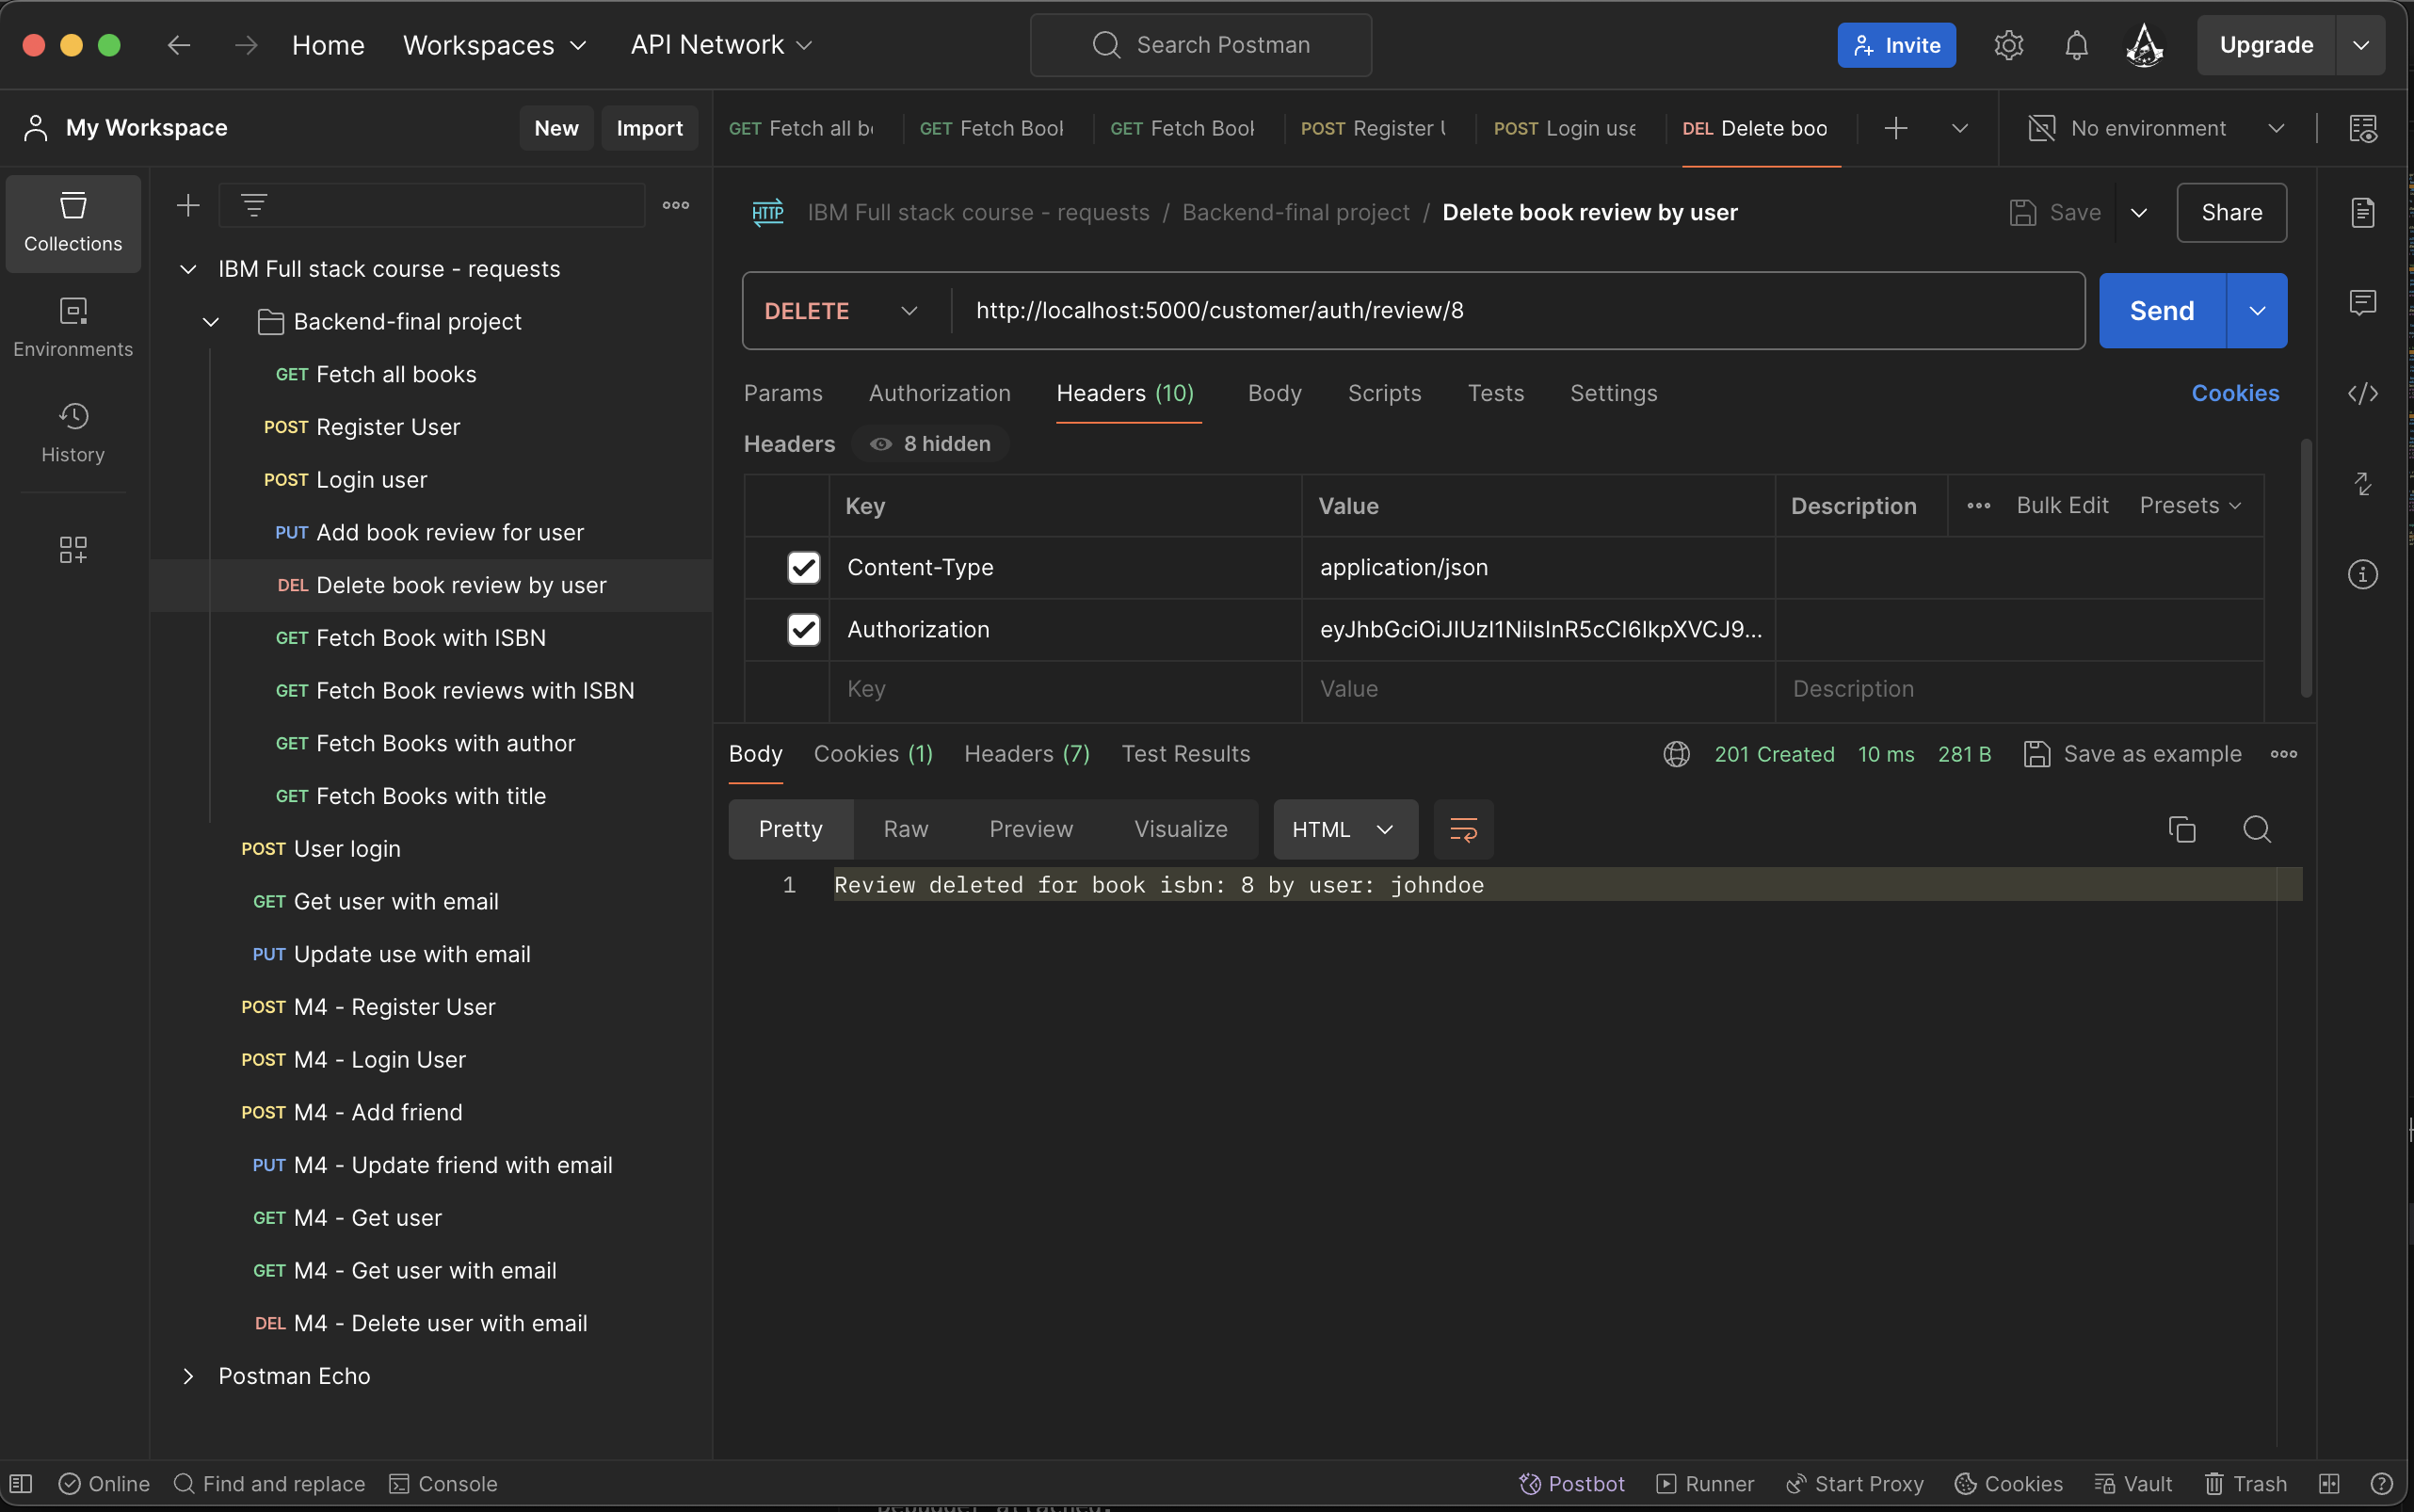 Home Workspaces API Network Search Postman Invite Upgrade
My Workspace New Import GET Fetch all GET Fetch GET Fetch POST Register POST Login DEL Delete boo No environment
Collections
Environments
History
IBM Full stack course - requests
Backend-final project
GET Fetch all books
POST Register User
POST Login user
PUT Add book review for user
DEL Delete book review by user
GET Fetch Book with ISBN
GET Fetch Book reviews with ISBN
GET Fetch Books with author
GET Fetch Books with title
POST User login
GET Get user with email
PUT Update use with email
POST M4 - Register User
POST M4 - Login User
POST M4 - Add friend
PUT M4 - Update friend with email
GET M4 - Get user
GET M4 - Get user with email
DEL M4 - Delete user with email
Postman Echo
HTTP IBM Full stack course - requests / Backend-final project / Delete book review by user Save Share
DELETE http://localhost:5000/customer/auth/review/8 Send
Params Authorization Headers (10) Body Scripts Tests Settings Cookies
Headers 8 hidden
Key Value Description ••• Bulk Edit Presets
Content-Type application/json
Authorization eyJhbGciOiJIUzI1NiIsInR5cCI6IkpXVCJ9...
Key Value Description
Body Cookies (1) Headers (7) Test Results 201 Created 10 ms 281 B Save as example
Pretty Raw Preview Visualize HTML
1 Review deleted for book isbn: 8 by user: johndoe
Online Find and replace Console Postbot Runner Start Proxy Cookies Vault Trash